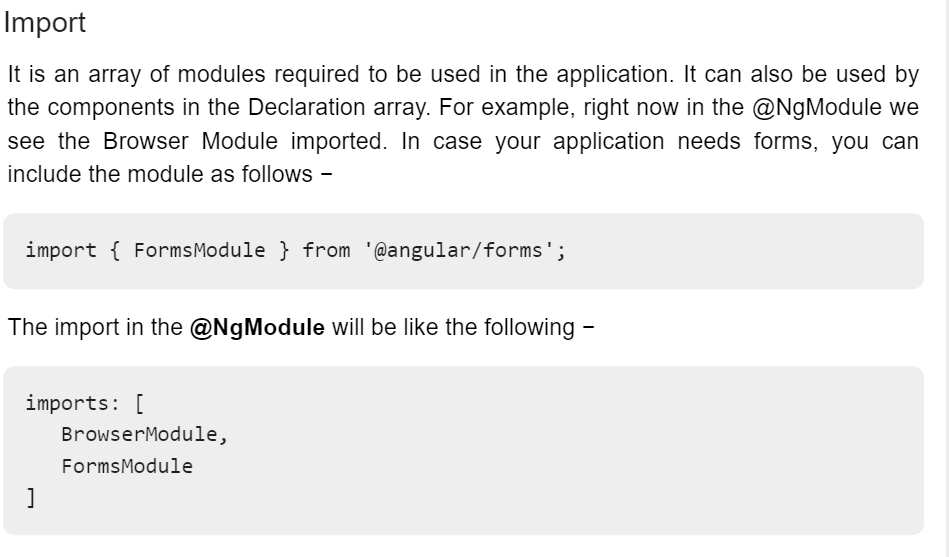 Import
It is an array of modules required to be used in the application. It can also be used by
the components in the Declaration array. For example, right now in the @NgModule we
see the Browser Module imported. In case your application needs forms, you can
include the module as follows −
import { FormsModule } from '@angular/forms';
The import in the @NgModule will be like the following −
imports: [
   BrowserModule,
   FormsModule
]